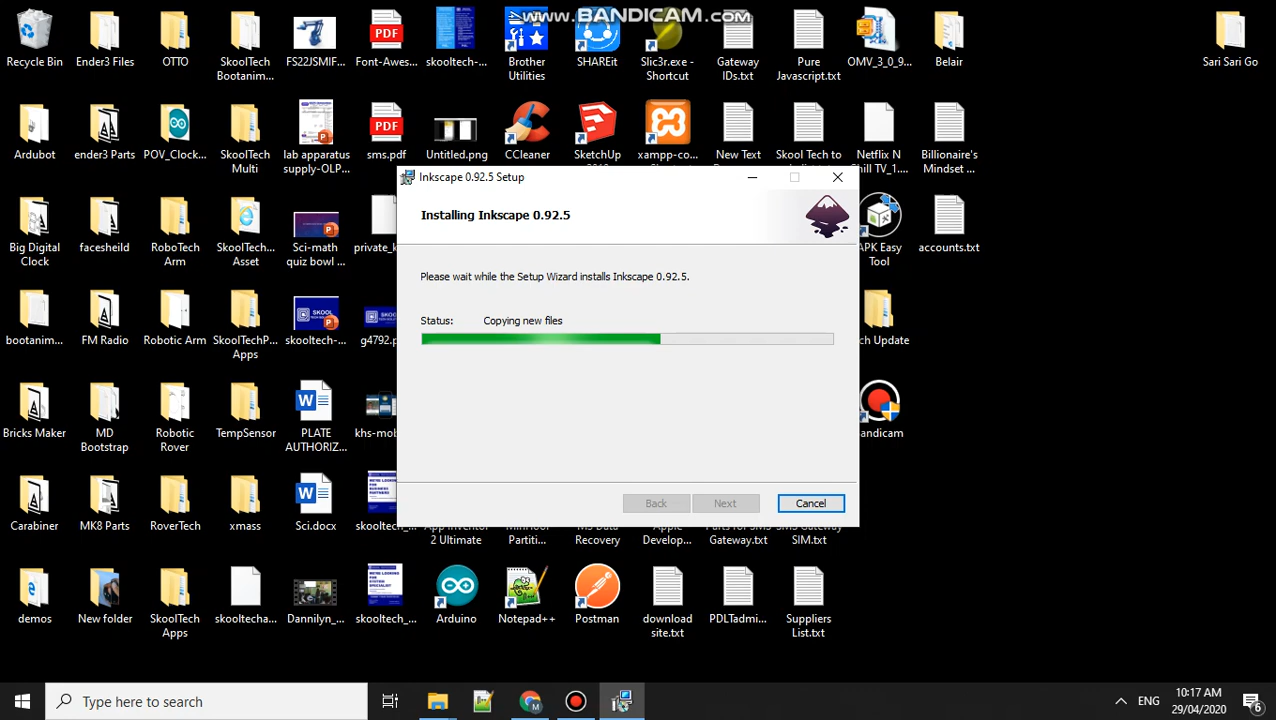 www.BANDICAM.com
Recycle Bin
Ender3 Files
OTTO
SkoolTech
Bootanim...
FS22JSMIF...
PDF
Font-Awes...
skooltech-...
Brother
Utilities
SHAREit
Slic3r.exe -
Shortcut
Gateway
IDs.txt
Pure
Javascript.txt
OMV_3_0_9...
Belair
Sari Sari Go
Ardubot
ender3 Parts
POV_Clock...
SkoolTech
Multi
lab apparatus
supply-OLP...
PDF
sms.pdf
Untitled.png
CCleaner
SketchUp
xampp-co...
New Text
Skool Tech to
Netflix N
Chill TV_1....
Billionaire's
Mindset ...
Inkscape 0.92.5 Setup
Installing Inkscape 0.92.5
Please wait while the Setup Wizard installs Inkscape 0.92.5.
Status:
Copying new files
Back
Next
Cancel
Big Digital
Clock
facesheild
RoboTech
Arm
SkoolTech...
Asset
Sci-math
quiz bowl ...
private_k
APK Easy
Tool
accounts.txt
bootanim...
FM Radio
Robotic Arm
SkoolTechP...
Apps
SKOOL
skooltech-...
g4792.p
ch Update
Bricks Maker
MD
Bootstrap
Robotic
Rover
TempSensor
PLATE
AUTHORIZ...
khs-mob
andicam
Carabiner
MK8 Parts
RoverTech
xmass
Sci.docx
skooltech_
App Inventor
2 Ultimate
MiniTool
Partiti...
MS Data
Recovery
Apple
Develop...
Parts for SMS
Gateway.txt
SMS Gateway
SIM.txt
demos
New folder
SkoolTech
Apps
skooltecha...
Dannilyn_...
skooltech_...
Arduino
Notepad++
Postman
download
site.txt
PDLTadmi...
Suppliers
List.txt
Type here to search
ENG
10:17 AM
29/04/2020
6